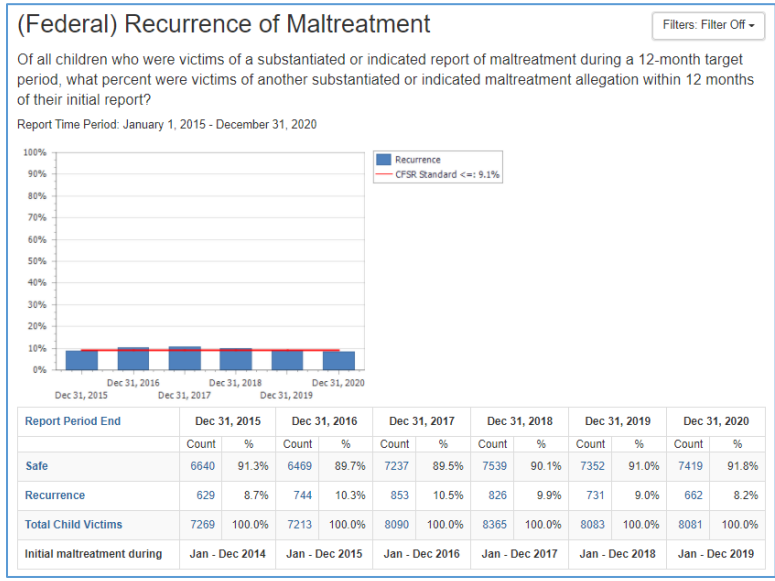 (Federal) Recurrence of Maltreatment
Filters: Filter Off
Of all children who were victims of a substantiated or indicated report of maltreatment during a 12-month target
period, what percent were victims of another substantiated or indicated maltreatment allegation within 12 months
of their initial report?
Report Time Period: January 1, 2015 - December 31, 2020
100%
90%
80%
70%
60%
50%
40%
30%
20%
10%
0%
Recurrence
CFSR Standard <=: 9.1%
Dec 31, 2016 Dec 31, 2018 Dec 31, 2020
Dec 31, 2015 Dec 31, 2017 Dec 31, 2019
Report Period End Dec 31, 2015 Dec 31, 2016 Dec 31, 2017 Dec 31, 2018 Dec 31, 2019 Dec 31, 2020
Count % Count % Count % Count % Count % Count %
Safe 6640 91.3% 6469 89.7% 7237 89.5% 7539 90.1% 7352 91.0% 7419 91.8%
Recurrence 629 8.7% 744 10.3% 853 10.5% 826 9.9% 731 9.0% 662 8.2%
Total Child Victims 7269 100.0% 7213 100.0% 8090 100.0% 8365 100.0% 8083 100.0% 8081 100.0%
Initial maltreatment during Jan - Dec 2014 Jan - Dec 2015 Jan - Dec 2016 Jan - Dec 2017 Jan - Dec 2018 Jan - Dec 2019